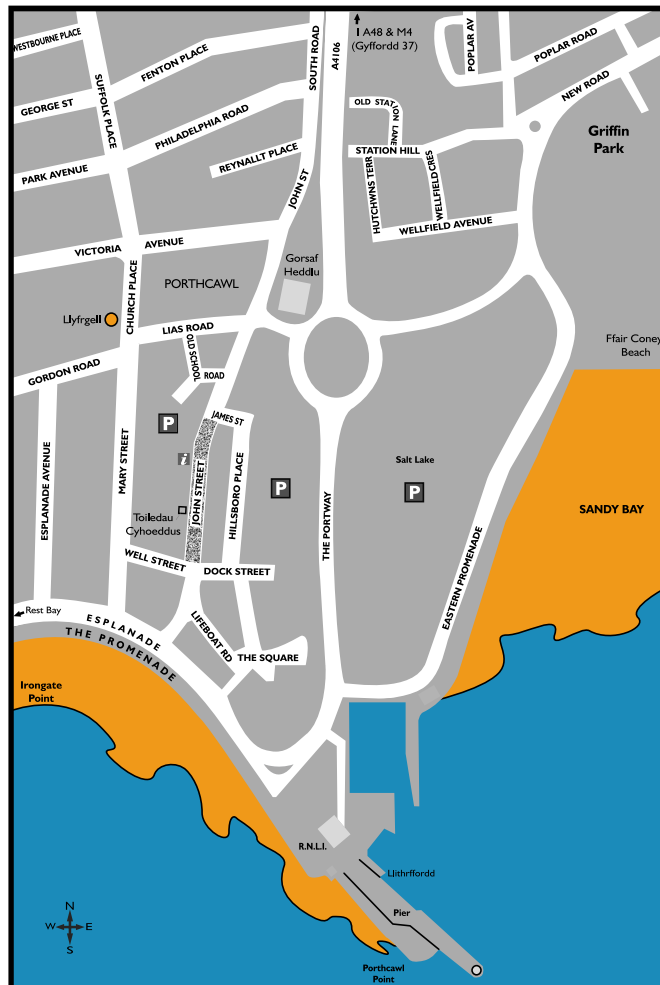 WESTBOURNE PLACE
SUFFOLK PLACE
FENTON PLACE
SOUTH ROAD
A4106
I A48 & M4
(Gyffordd 37)
POPLAR AV
POPLAR ROAD
NEW ROAD
GEORGE ST
PHILADELPHIA ROAD
OLD STATION LANE
Griffin
Park
PARK AVENUE
REYNALLT PLACE
JOHN ST
STATION HILL
HUTCHWNS TERR
WELLFIELD CRES
WELLFIELD AVENUE
VICTORIA AVENUE
Gorsaf
Heddlu
CHURCH PLACE
PORTHCAWL
Llyfrgell
LIAS ROAD
OLD SCHOOL
ROAD
Ffair Coney
Beach
GORDON ROAD
JAMES ST
P
i
ESPLANADE AVENUE
MARY STREET
JOHN STREET
HILLSBORO PLACE
P
THE PORTWAY
Salt Lake
P
SANDY BAY
Toiledau
Cyhoeddus
WELL STREET
DOCK STREET
EASTERN PROMENADE
Rest Bay
ESPLANADE
THE PROMENADE
LIFEBOAT RD
THE SQUARE
Irongate
Point
R.N.L.I.
Llithrffordd
Pier
Porthcawl
Point
N
W E
S